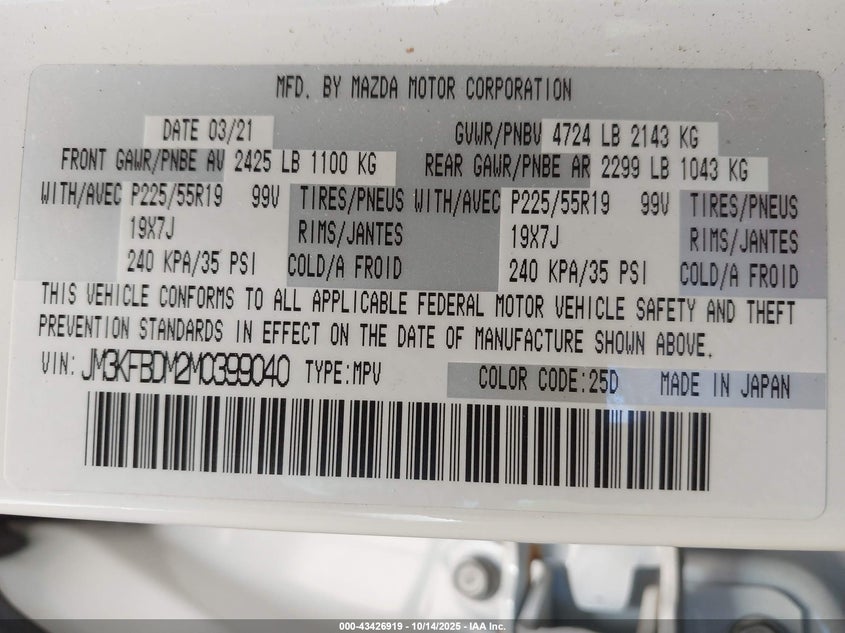 MFD. BY MAZDA MOTOR CORPORATION
DATE 03/21 GVWR/PNBV 4724 LB 2143 KG
FRONT GAWR/PNBE AV 2425 LB 1100 KG REAR GAWR/PNBE AR 2299 LB 1043 KG
WITH/AVEC P225/55R19 99V TIRES/PNEUS WITH/AVEC P225/55R19 99V TIRES/PNEUS
19X7J RIMS/JANTES 19X7J RIMS/JANTES
240 KPA/35 PSI COLD/A FROID 240 KPA/35 PSI COLD/A FROID
THIS VEHICLE CONFORMS TO ALL APPLICABLE FEDERAL MOTOR VEHICLE SAFETY AND THEFT
PREVENTION STANDARDS IN EFFECT ON THE DATE OF MANUFACTURE SHOWN ABOVE.
VIN: JM3KFBDM2M0399040 TYPE:MPV COLOR CODE:25D MADE IN JAPAN
000-43426919 - 10/14/2025 - IAA Inc.